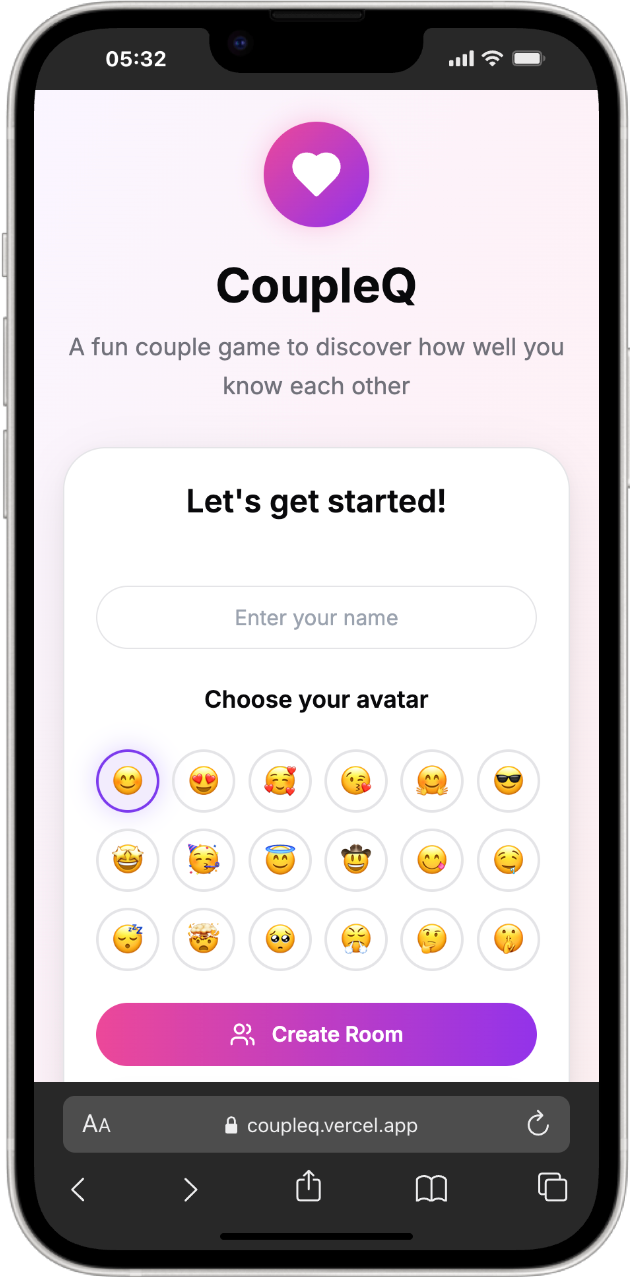 05:32
CoupleQ
A fun couple game to discover how well you
know each other
Let's get started!
Enter your name
Choose your avatar
Create Room
AA
coupleq.vercel.app